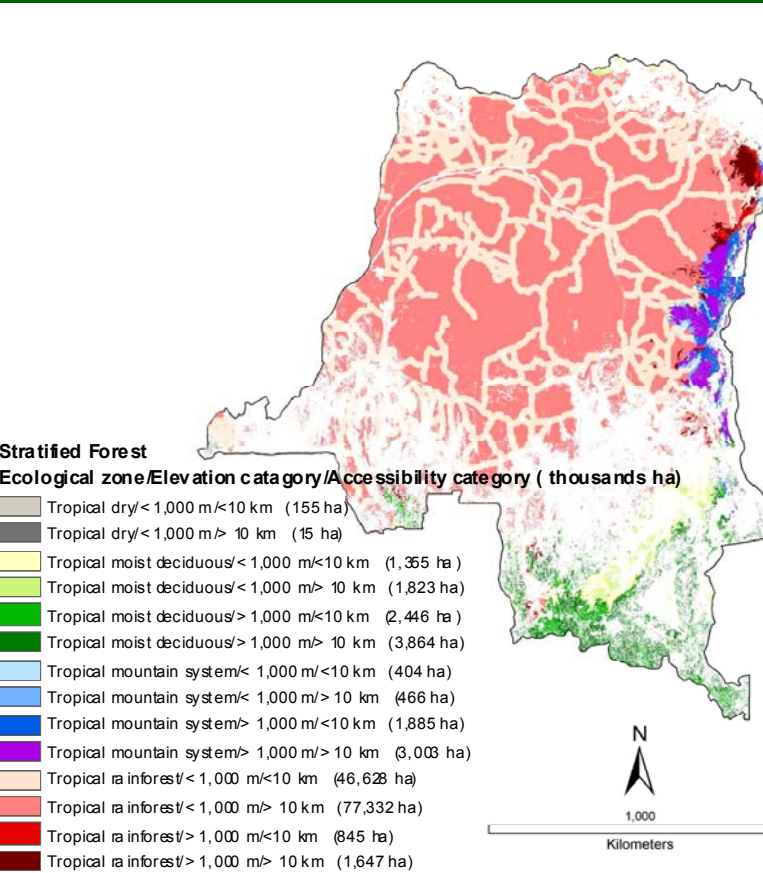 Stratified Forest
Ecological zone/Elevation catagory/Accessibility category ( thousands ha)
Tropical dry/< 1,000 m/<10 km (155 ha)
Tropical dry/< 1,000 m/> 10 km (15 ha)
Tropical moist deciduous/< 1,000 m/<10 km (1,355 ha)
Tropical moist deciduous/< 1,000 m/> 10 km (1,823 ha)
Tropical moist deciduous/> 1,000 m/<10 km (2,446 ha)
Tropical moist deciduous/> 1,000 m/> 10 km (3,864 ha)
Tropical mountain system/< 1,000 m/<10 km (404 ha)
Tropical mountain system/< 1,000 m/> 10 km (466 ha)
Tropical mountain system/> 1,000 m/<10 km (1,885 ha)
Tropical mountain system/> 1,000 m/> 10 km (3,003 ha)
Tropical rainforest/< 1,000 m/<10 km (46,628 ha)
Tropical rainforest/< 1,000 m/> 10 km (77,332 ha)
Tropical rainforest/> 1,000 m/<10 km (845 ha)
Tropical rainforest/> 1,000 m/> 10 km (1,647 ha)
N
1,000
Kilometers